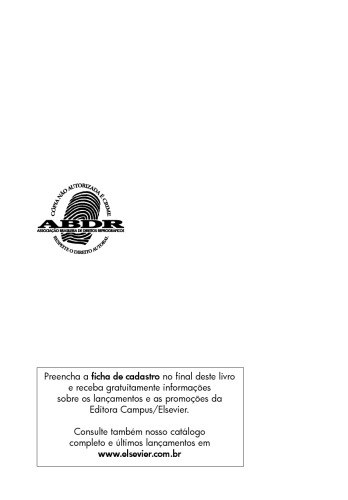 CÓPIA NÃO AUTORIZADA É CRIME
ABDR
ASSOCIAÇÃO BRASILEIRA DE DIREITOS REPROGRÁFICOS
RESPEITE O DIREITO AUTORAL
Preencha a ficha de cadastro no final deste livro
e receba gratuitamente informações
sobre os lançamentos e as promoções da
Editora Campus/Elsevier.
Consulte também nosso catálogo
completo e últimos lançamentos em
www.elsevier.com.br